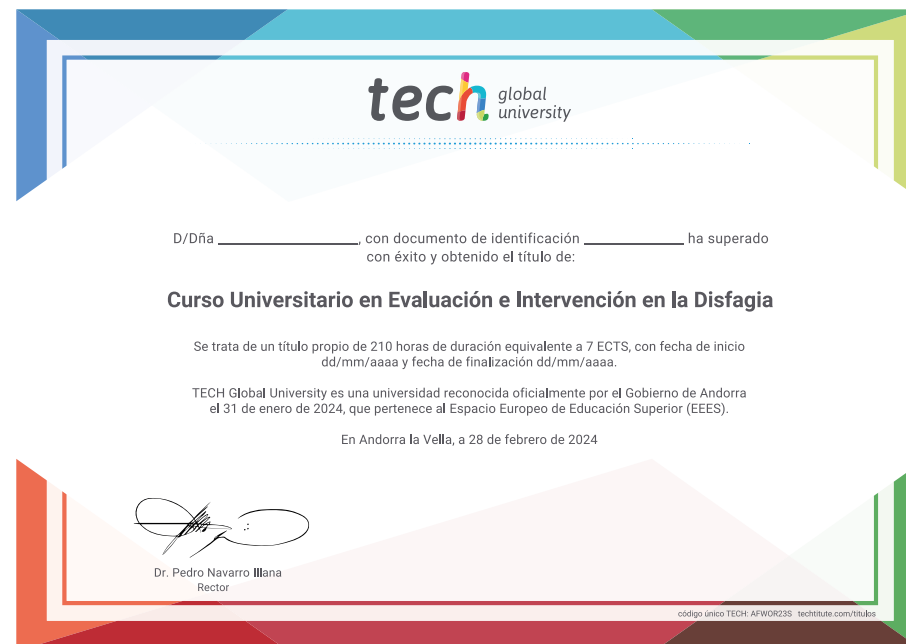 tech global university
D/Dña ______________, con documento de identificación __________ ha superado
con éxito y obtenido el título de:
Curso Universitario en Evaluación e Intervención en la Disfagia
Se trata de un título propio de 210 horas de duración equivalente a 7 ECTS, con fecha de inicio
dd/mm/aaaa y fecha de finalización dd/mm/aaaa.
TECH Global University es una universidad reconocida oficialmente por el Gobierno de Andorra
el 31 de enero de 2024, que pertenece al Espacio Europeo de Educación Superior (EEES).
En Andorra la Vella, a 28 de febrero de 2024
Dr. Pedro Navarro Illana
Rector
código único TECH: AFWOR23S techtitute.com/titulos